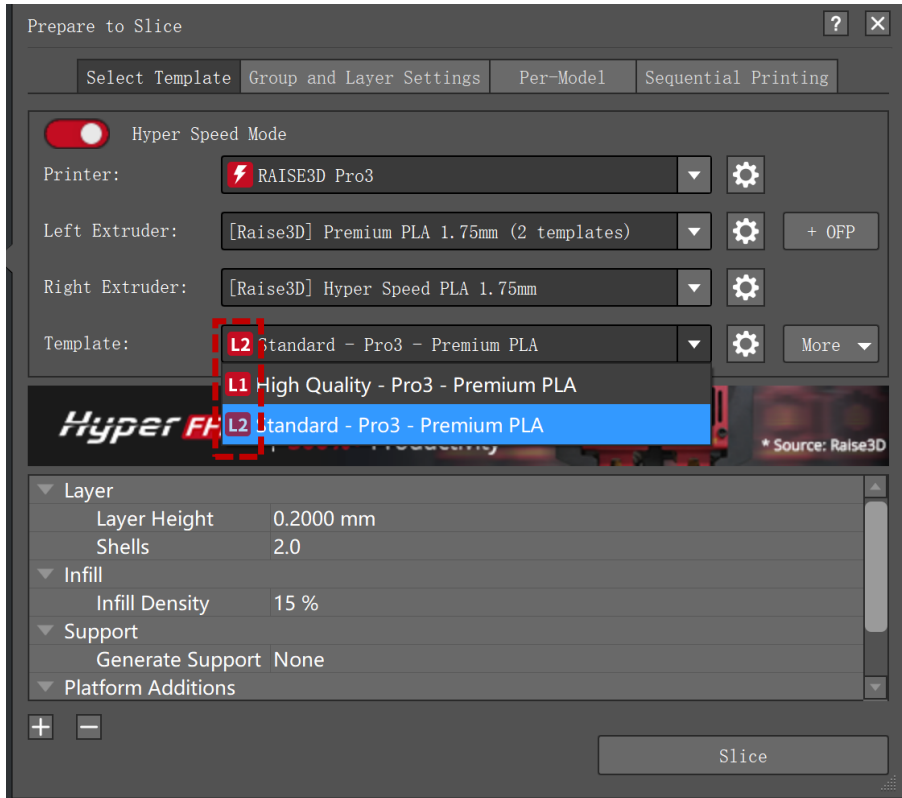 Prepare to Slice ? ×
Select Template Group and Layer Settings Per-Model Sequential Printing
Hyper Speed Mode
Printer: RAISE3D Pro3
Left Extruder: [Raise3D] Premium PLA 1.75mm (2 templates) + OFP
Right Extruder: [Raise3D] Hyper Speed PLA 1.75mm
Template: L2 Standard - Pro3 - Premium PLA More
L1 High Quality - Pro3 - Premium PLA
L2 Standard - Pro3 - Premium PLA
Hyper
* Source: Raise3D
Layer
Layer Height 0.2000 mm
Shells 2.0
Infill
Infill Density 15 %
Support
Generate Support None
Platform Additions
+ −
Slice